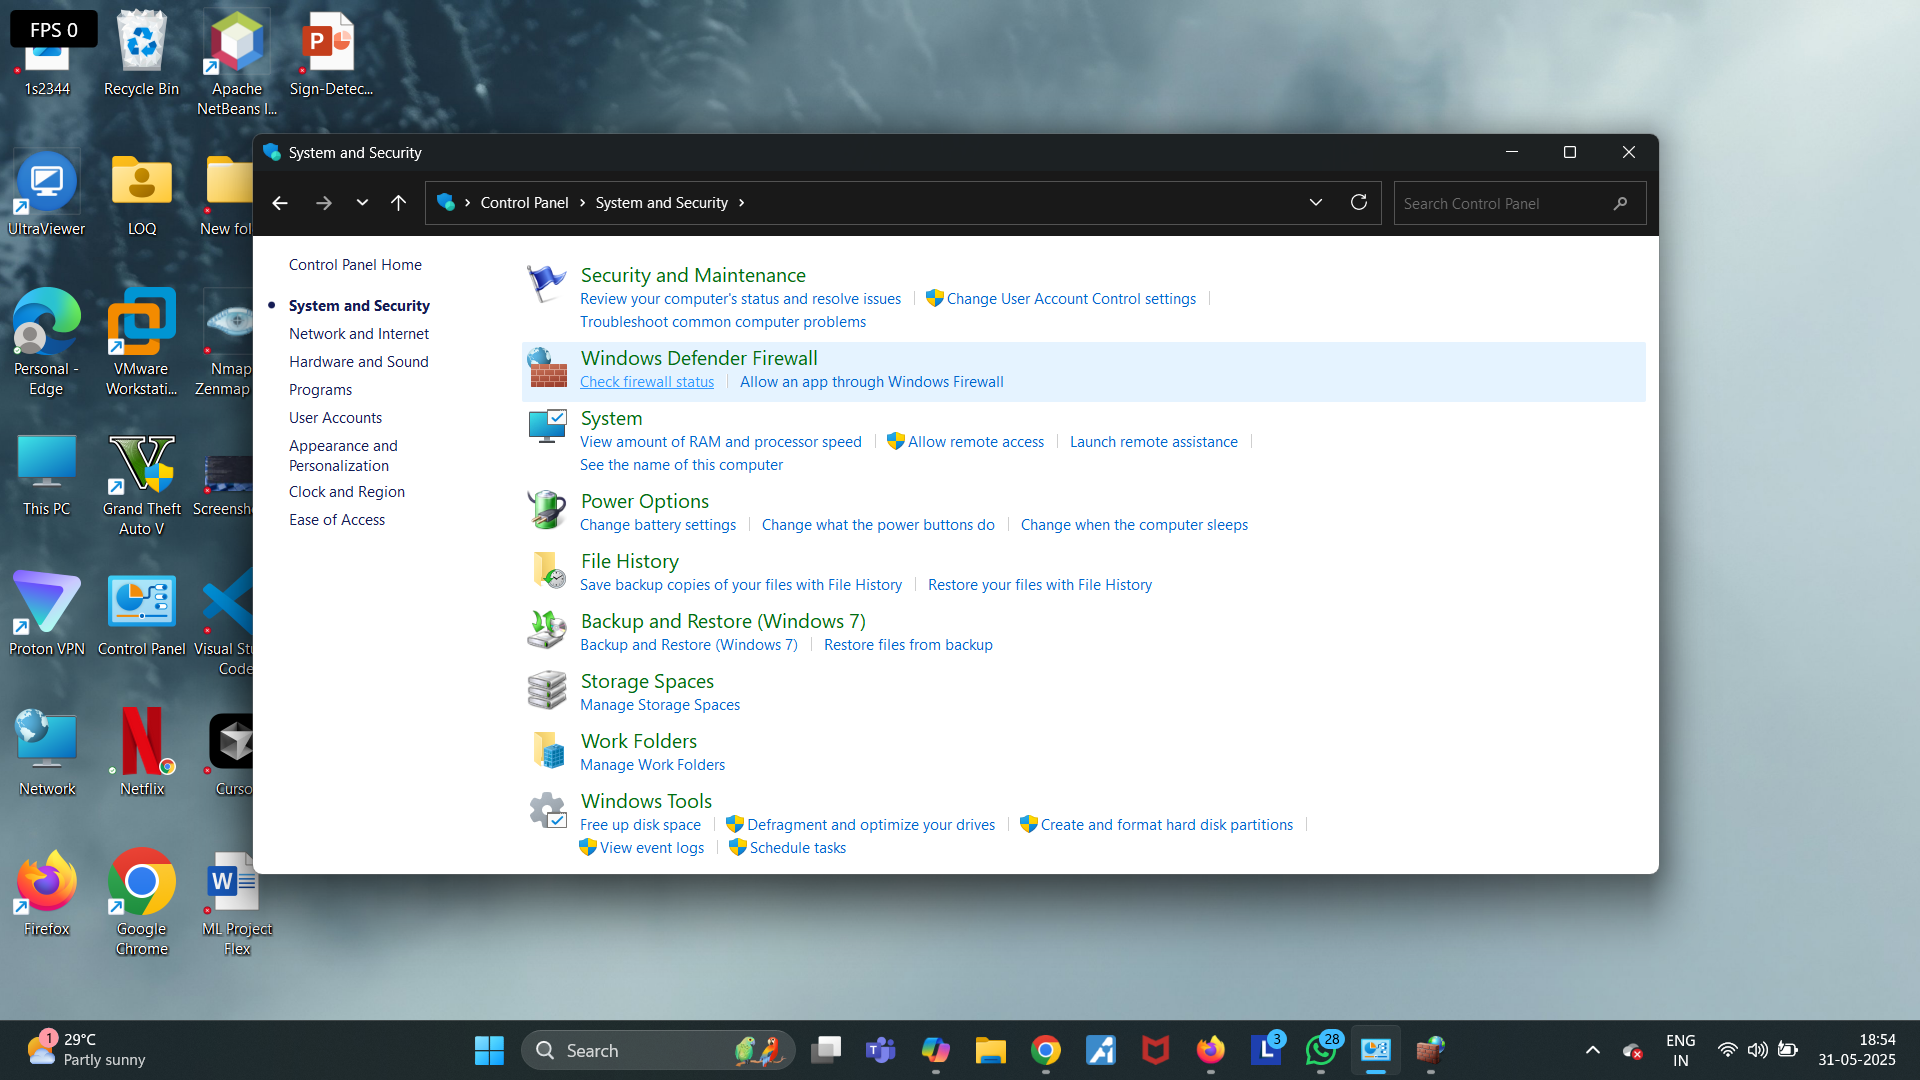 FPS 0
1s2344
Recycle Bin
Apache
NetBeans I...
Sign-Detec...
UltraViewer
LOQ
New fol
Personal -
Edge
VMware
Workstati...
Nmap
Zenmap
This PC
Grand Theft
Auto V
Screensh
Proton VPN
Control Panel
Visual Stu
Code
Network
Netflix
Curso
Firefox
Google
Chrome
ML Project
Flex
System and Security
Control Panel
System and Security
Search Control Panel
Control Panel Home
System and Security
Network and Internet
Hardware and Sound
Programs
User Accounts
Appearance and
Personalization
Clock and Region
Ease of Access
Security and Maintenance
Review your computer's status and resolve issues Change User Account Control settings
Troubleshoot common computer problems
Windows Defender Firewall
Check firewall status Allow an app through Windows Firewall
System
View amount of RAM and processor speed Allow remote access Launch remote assistance
See the name of this computer
Power Options
Change battery settings Change what the power buttons do Change when the computer sleeps
File History
Save backup copies of your files with File History Restore your files with File History
Backup and Restore (Windows 7)
Backup and Restore (Windows 7) Restore files from backup
Storage Spaces
Manage Storage Spaces
Work Folders
Manage Work Folders
Windows Tools
Free up disk space Defragment and optimize your drives Create and format hard disk partitions
View event logs Schedule tasks
1
29°C
Partly sunny
Search
3
28
ENG
IN
18:54
31-05-2025